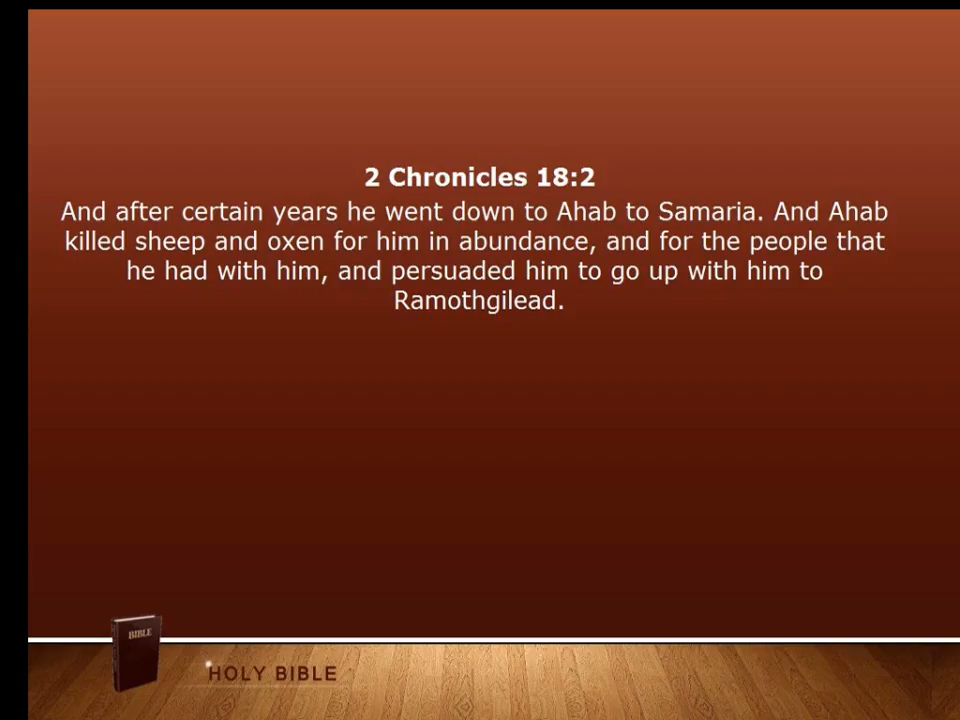 2 Chronicles 18:2
And after certain years he went down to Ahab to Samaria. And Ahab
killed sheep and oxen for him in abundance, and for the people that
he had with him, and persuaded him to go up with him to
Ramothgilead.
BIBLE
HOLY BIBLE